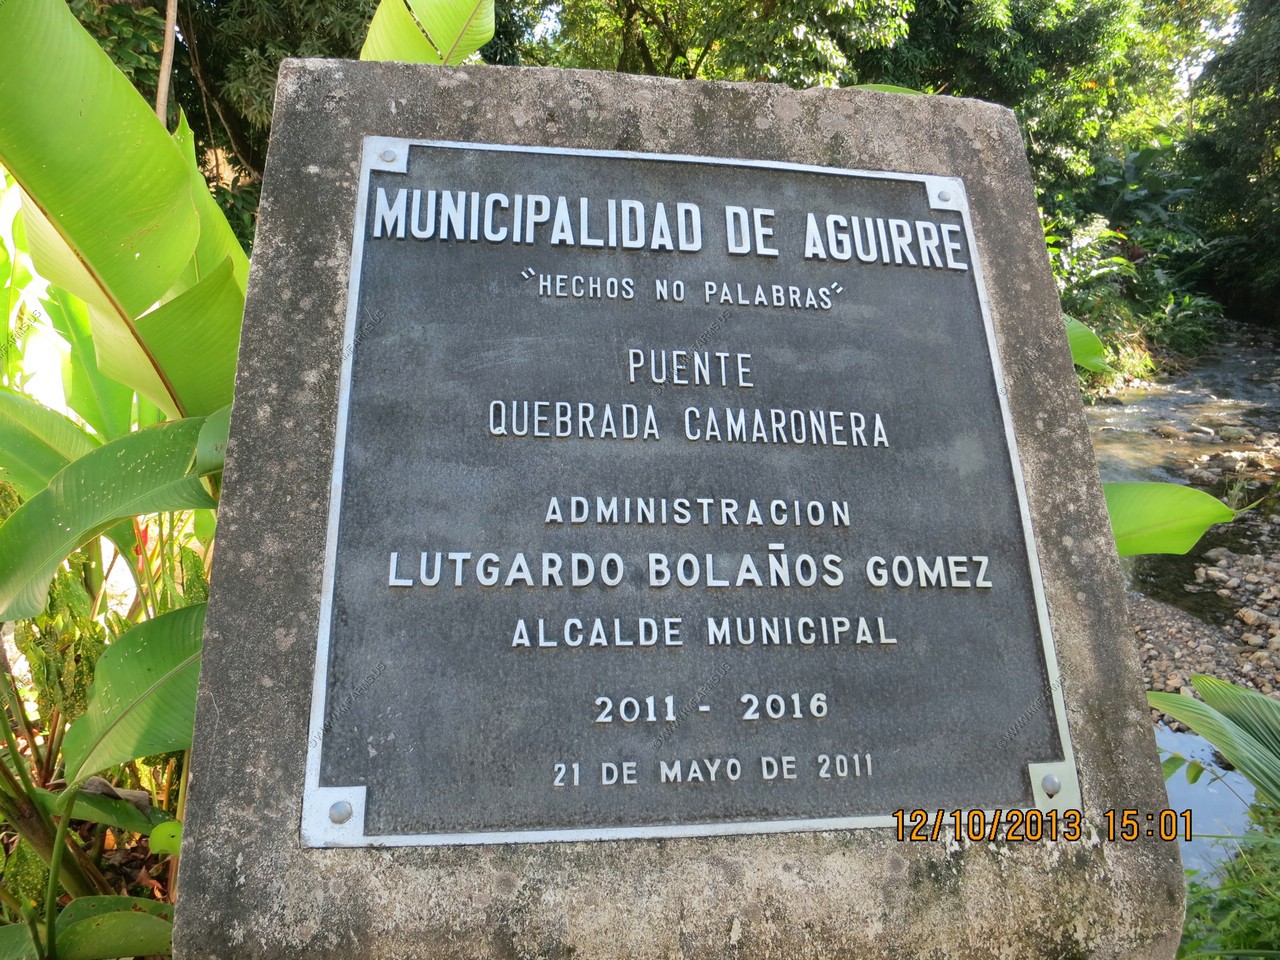 MUNICIPALIDAD DE AGUIRRE
"HECHOS NO PALABRAS"
PUENTE
QUEBRADA CAMARONERA
ADMINISTRACION
LUTGARDO BOLAÑOS GOMEZ
ALCALDE MUNICIPAL
2011 - 2016
21 DE MAYO DE 2011
12/10/2013 15:01